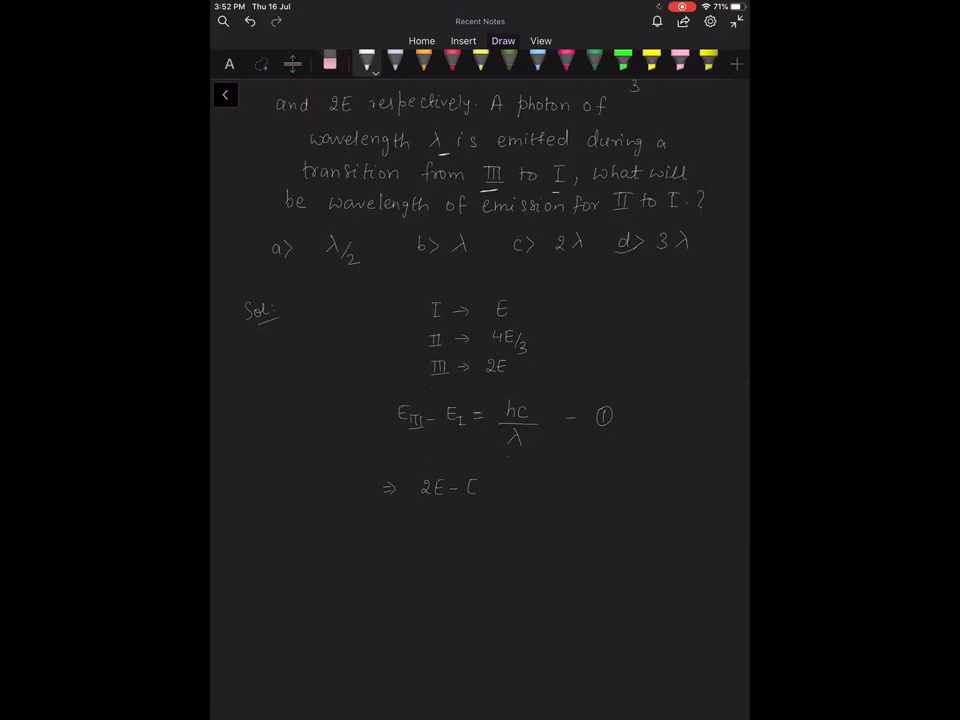 3:52 PM Thu 16 Jul
71%
Recent Notes
Home Insert Draw View
A
3
and 2E respectively. A photon of
wavelength λ is emitted during a
transition from III to I, what will
be wavelength of emission for II to I.?
a> λ/2 b> λ c> 2λ d> 3λ
Sol:
I → E
II → 4E/3
III → 2E
E_III - E_I = hc/λ - ①
⇒ 2E - E